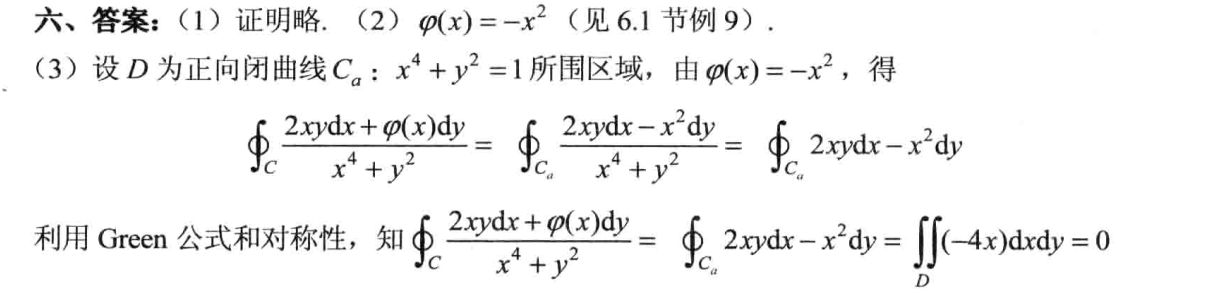 六、答案:(1)证明略. (2) φ(x) = −x² (见 6.1 节例 9).
(3)设 D 为正向闭曲线 Cₐ : x⁴ + y² = 1 所围区域,由 φ(x) = −x²,得
∮_C (2xydx + φ(x)dy)/(x⁴ + y²) = ∮_{C_a} (2xydx − x²dy)/(x⁴ + y²) = ∮_{C_a} 2xydx − x²dy
利用 Green 公式和对称性,知 ∮_C (2xydx + φ(x)dy)/(x⁴ + y²) = ∮_{C_a} 2xydx − x²dy = ∬_D (−4x)dxdy = 0